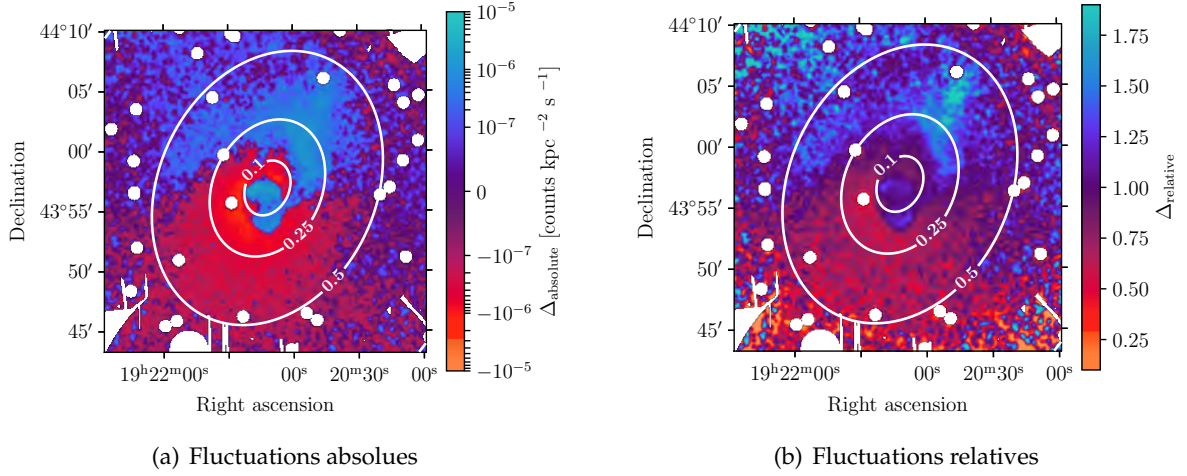 44°10′
05′
00′
43°55′
50′
45′
Declination
19ʰ22ᵐ00ˢ
00ˢ
20ᵐ30ˢ
00ˢ
Right ascension
0.1
0.25
0.5
10⁻⁵
10⁻⁶
10⁻⁷
0
−10⁻⁷
−10⁻⁶
−10⁻⁵
Δabsolute [counts kpc ⁻² s⁻¹]
(a) Fluctuations absolues
44°10′
05′
00′
43°55′
50′
45′
Declination
19ʰ22ᵐ00ˢ
00ˢ
20ᵐ30ˢ
00ˢ
Right ascension
0.1
0.25
0.5
1.75
1.50
1.25
1.00
0.75
0.50
0.25
Δrelative
(b) Fluctuations relatives